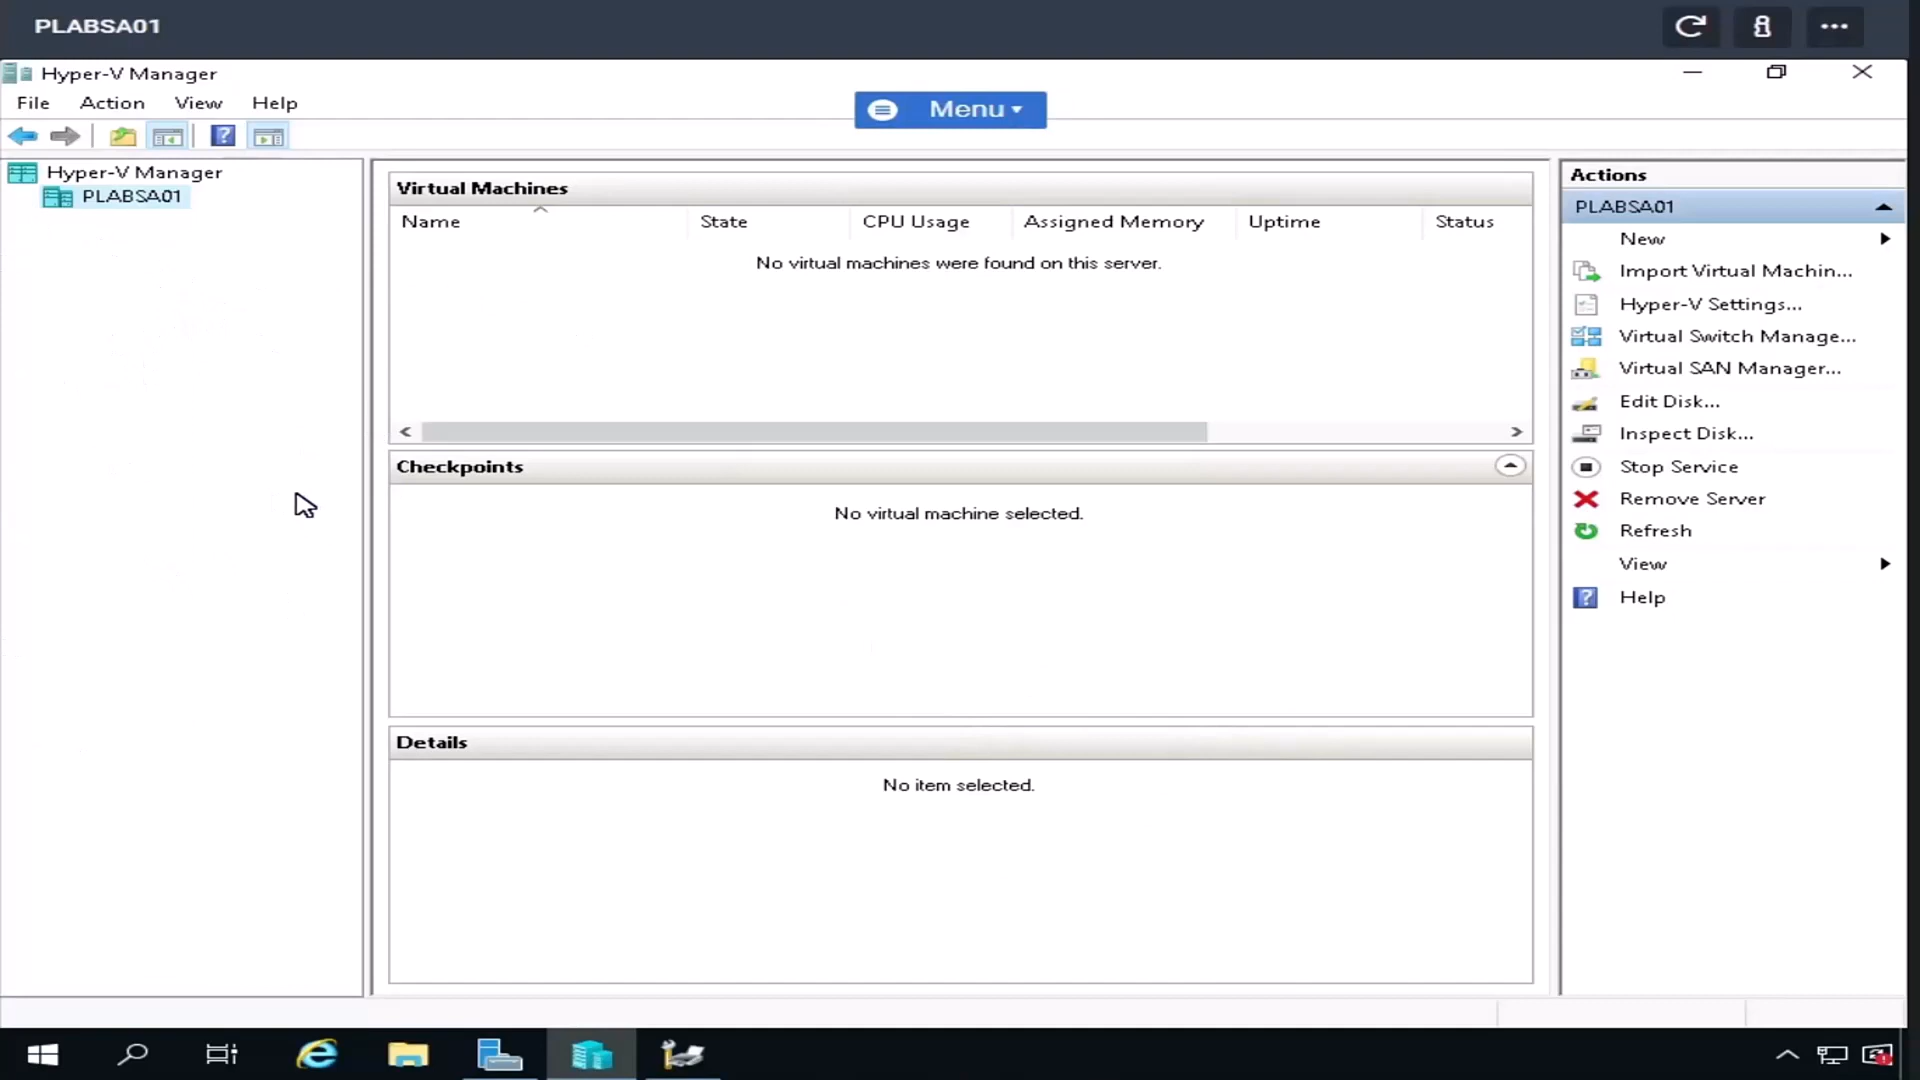 PLABSA01
Hyper-V Manager
File Action View Help
Menu
Hyper-V Manager
PLABSA01
Virtual Machines
Name State CPU Usage Assigned Memory Uptime Status
No virtual machines were found on this server.
Checkpoints
No virtual machine selected.
Details
No item selected.
Actions
PLABSA01
New
Import Virtual Machin...
Hyper-V Settings...
Virtual Switch Manage...
Virtual SAN Manager...
Edit Disk...
Inspect Disk...
Stop Service
Remove Server
Refresh
View
Help